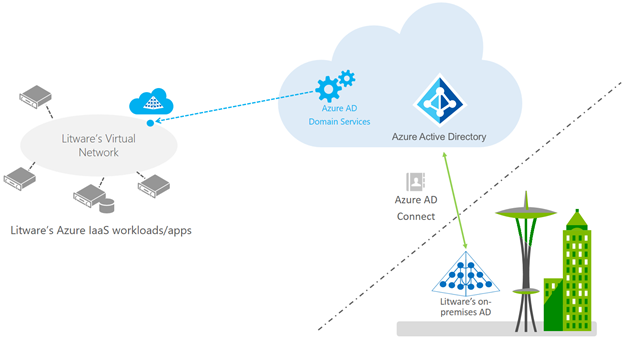 Azure AD
Domain Services
Azure Active Directory
Litware's Virtual
Network
Litware's Azure IaaS workloads/apps
Azure AD
Connect
Litware's on-
premises AD